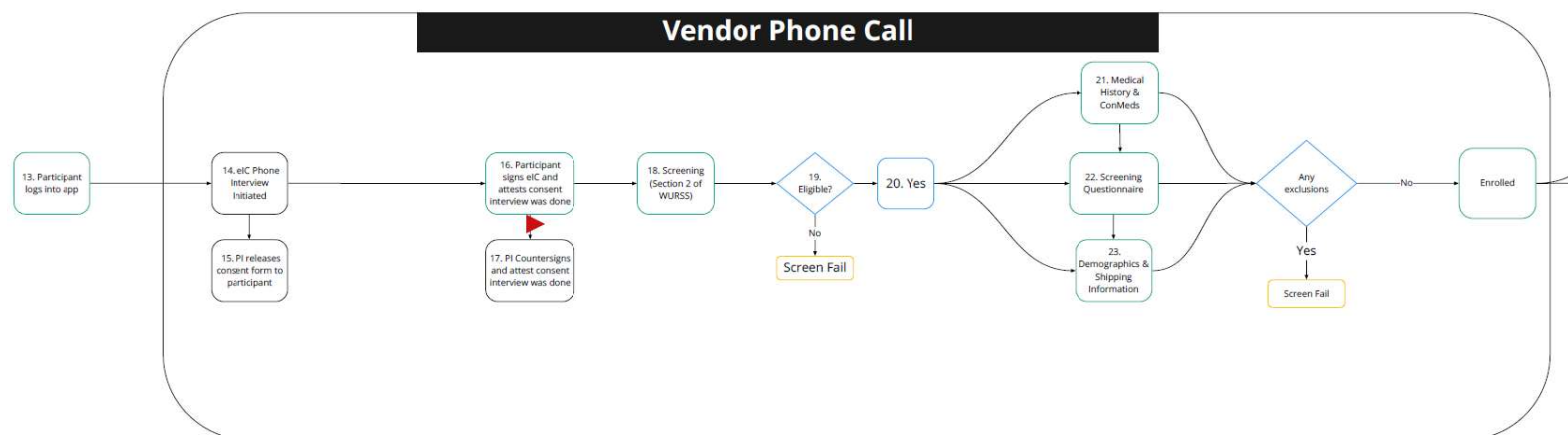 Vendor Phone Call
13. Participant
logs into app
14. eIC Phone
Interview
Initiated
15. PI releases
consent form to
participant
16. Participant
signs eIC and
attests consent
interview was done
17. PI Countersigns
and attest consent
interview was done
18. Screening
(Section 2 of
WURSS)
19.
Eligible?
No
Screen Fail
20. Yes
21. Medical
History &
ConMeds
22. Screening
Questionnaire
23.
Demographics &
Shipping
Information
Any
exclusions
Yes
Screen Fail
No
Enrolled